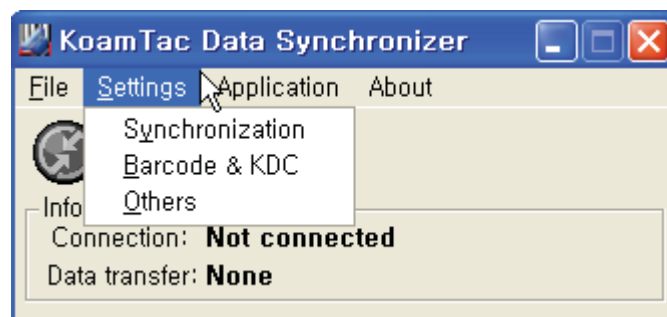 KoamTac Data Synchronizer
File Settings Application About
Synchronization
Barcode & KDC
Others
Info
Connection: Not connected
Data transfer: None